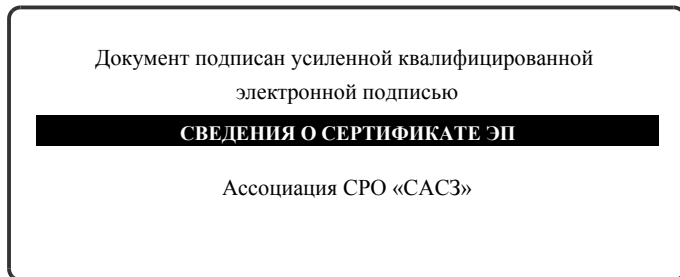 Документ подписан усиленной квалифицированной
электронной подписью
СВЕДЕНИЯ О СЕРТИФИКАТЕ ЭП
Ассоциация СРО «САСЗ»